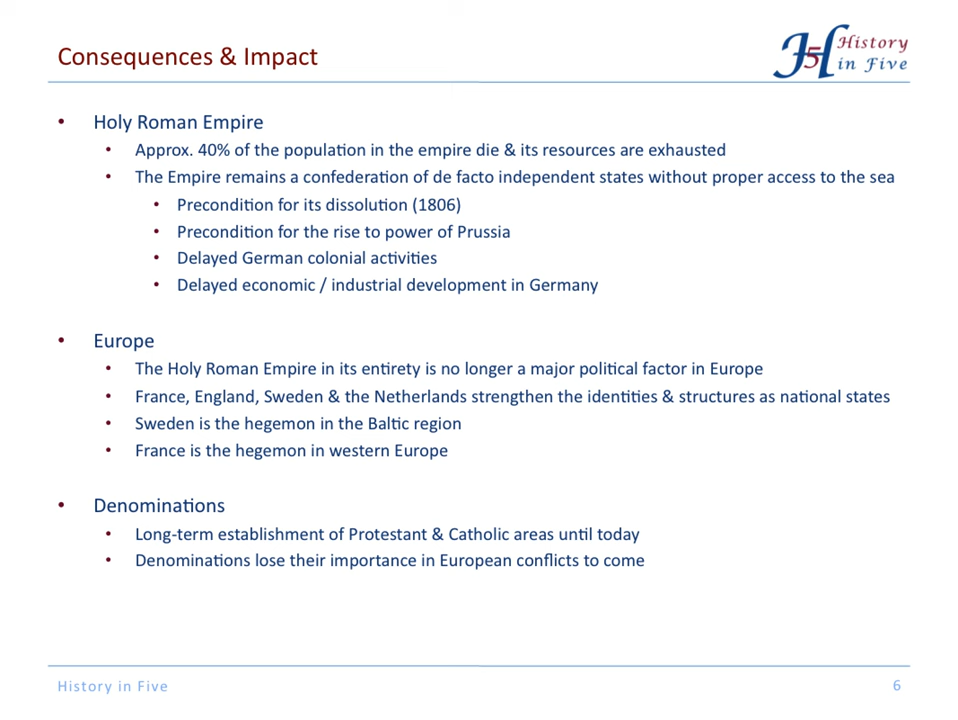 Consequences & Impact
H5 History
in Five
• Holy Roman Empire
• Approx. 40% of the population in the empire die & its resources are exhausted
• The Empire remains a confederation of de facto independent states without proper access to the sea
• Precondition for its dissolution (1806)
• Precondition for the rise to power of Prussia
• Delayed German colonial activities
• Delayed economic / industrial development in Germany
• Europe
• The Holy Roman Empire in its entirety is no longer a major political factor in Europe
• France, England, Sweden & the Netherlands strengthen the identities & structures as national states
• Sweden is the hegemon in the Baltic region
• France is the hegemon in western Europe
• Denominations
• Long-term establishment of Protestant & Catholic areas until today
• Denominations lose their importance in European conflicts to come
History in Five
6